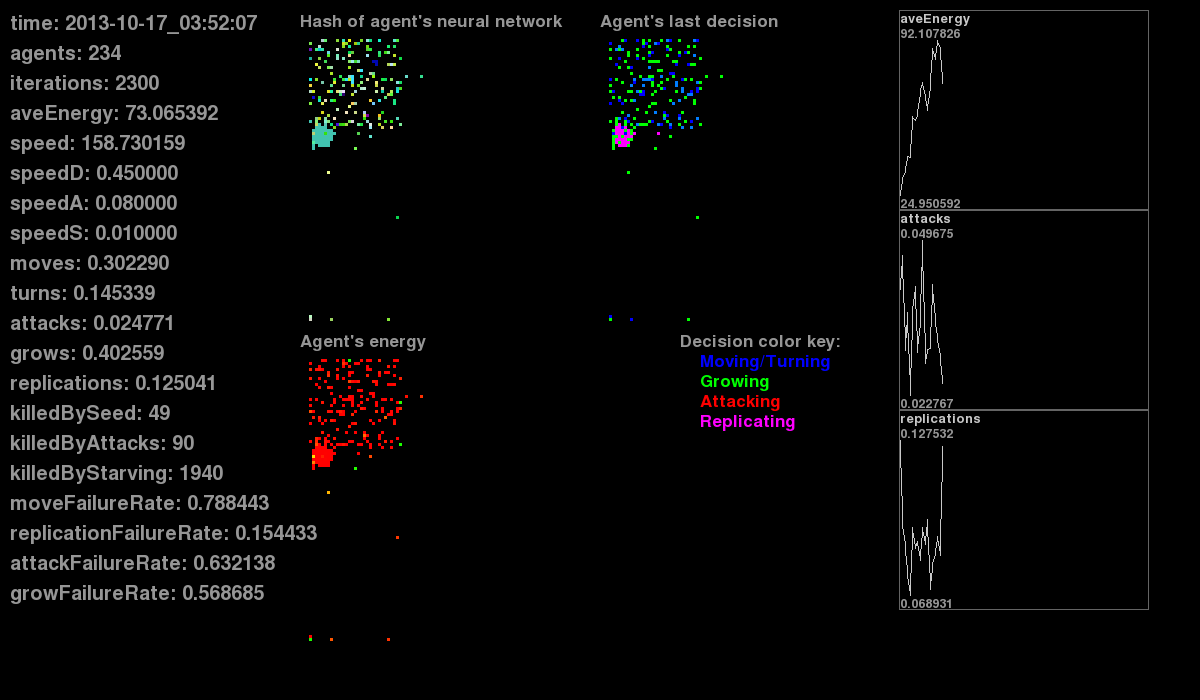 time: 2013-10-17_03:52:07
agents: 234
iterations: 2300
aveEnergy: 73.065392
speed: 158.730159
speedD: 0.450000
speedA: 0.080000
speedS: 0.010000
moves: 0.302290
turns: 0.145339
attacks: 0.024771
grows: 0.402559
replications: 0.125041
killedBySeed: 49
killedByAttacks: 90
killedByStarving: 1940
moveFailureRate: 0.788443
replicationFailureRate: 0.154433
attackFailureRate: 0.632138
growFailureRate: 0.568685
Hash of agent's neural network
Agent's last decision
Agent's energy
Decision color key:
Moving/Turning
Growing
Attacking
Replicating
aveEnergy
92.107826
24.950592
attacks
0.049675
0.022767
replications
0.127532
0.068931